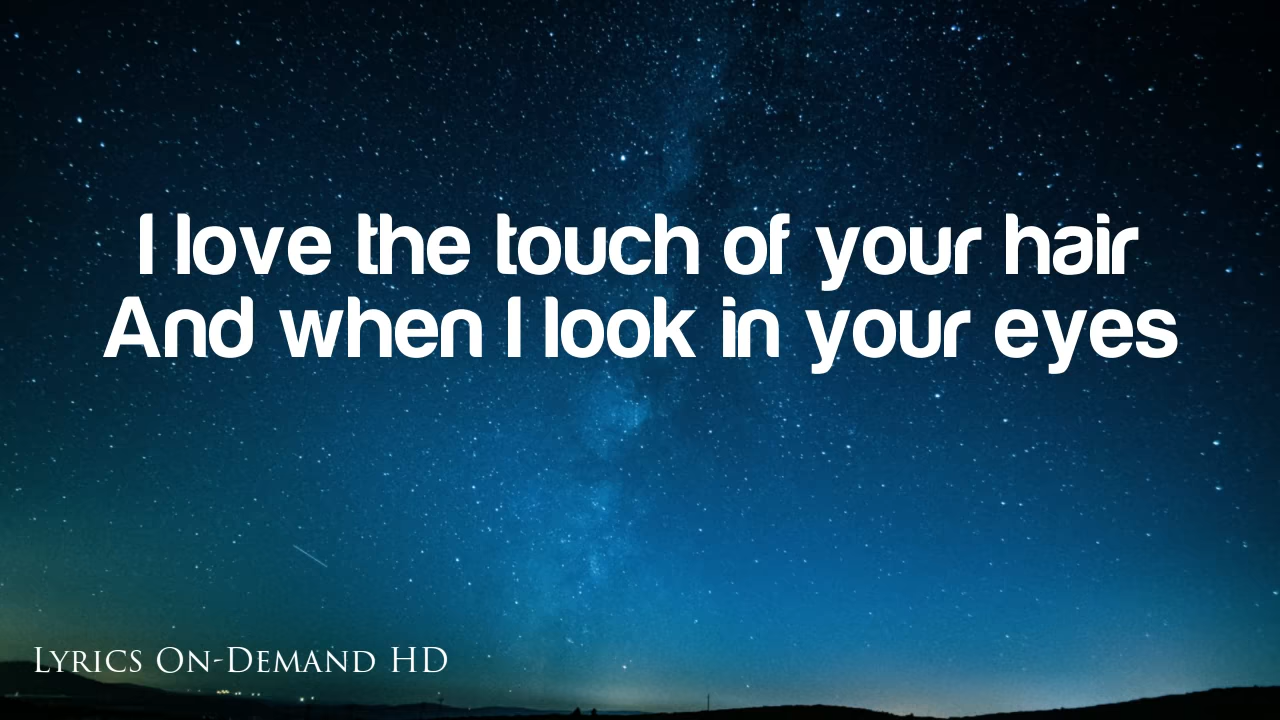 I love the touch of your hair
And when I look in your eyes
Lyrics On-Demand HD